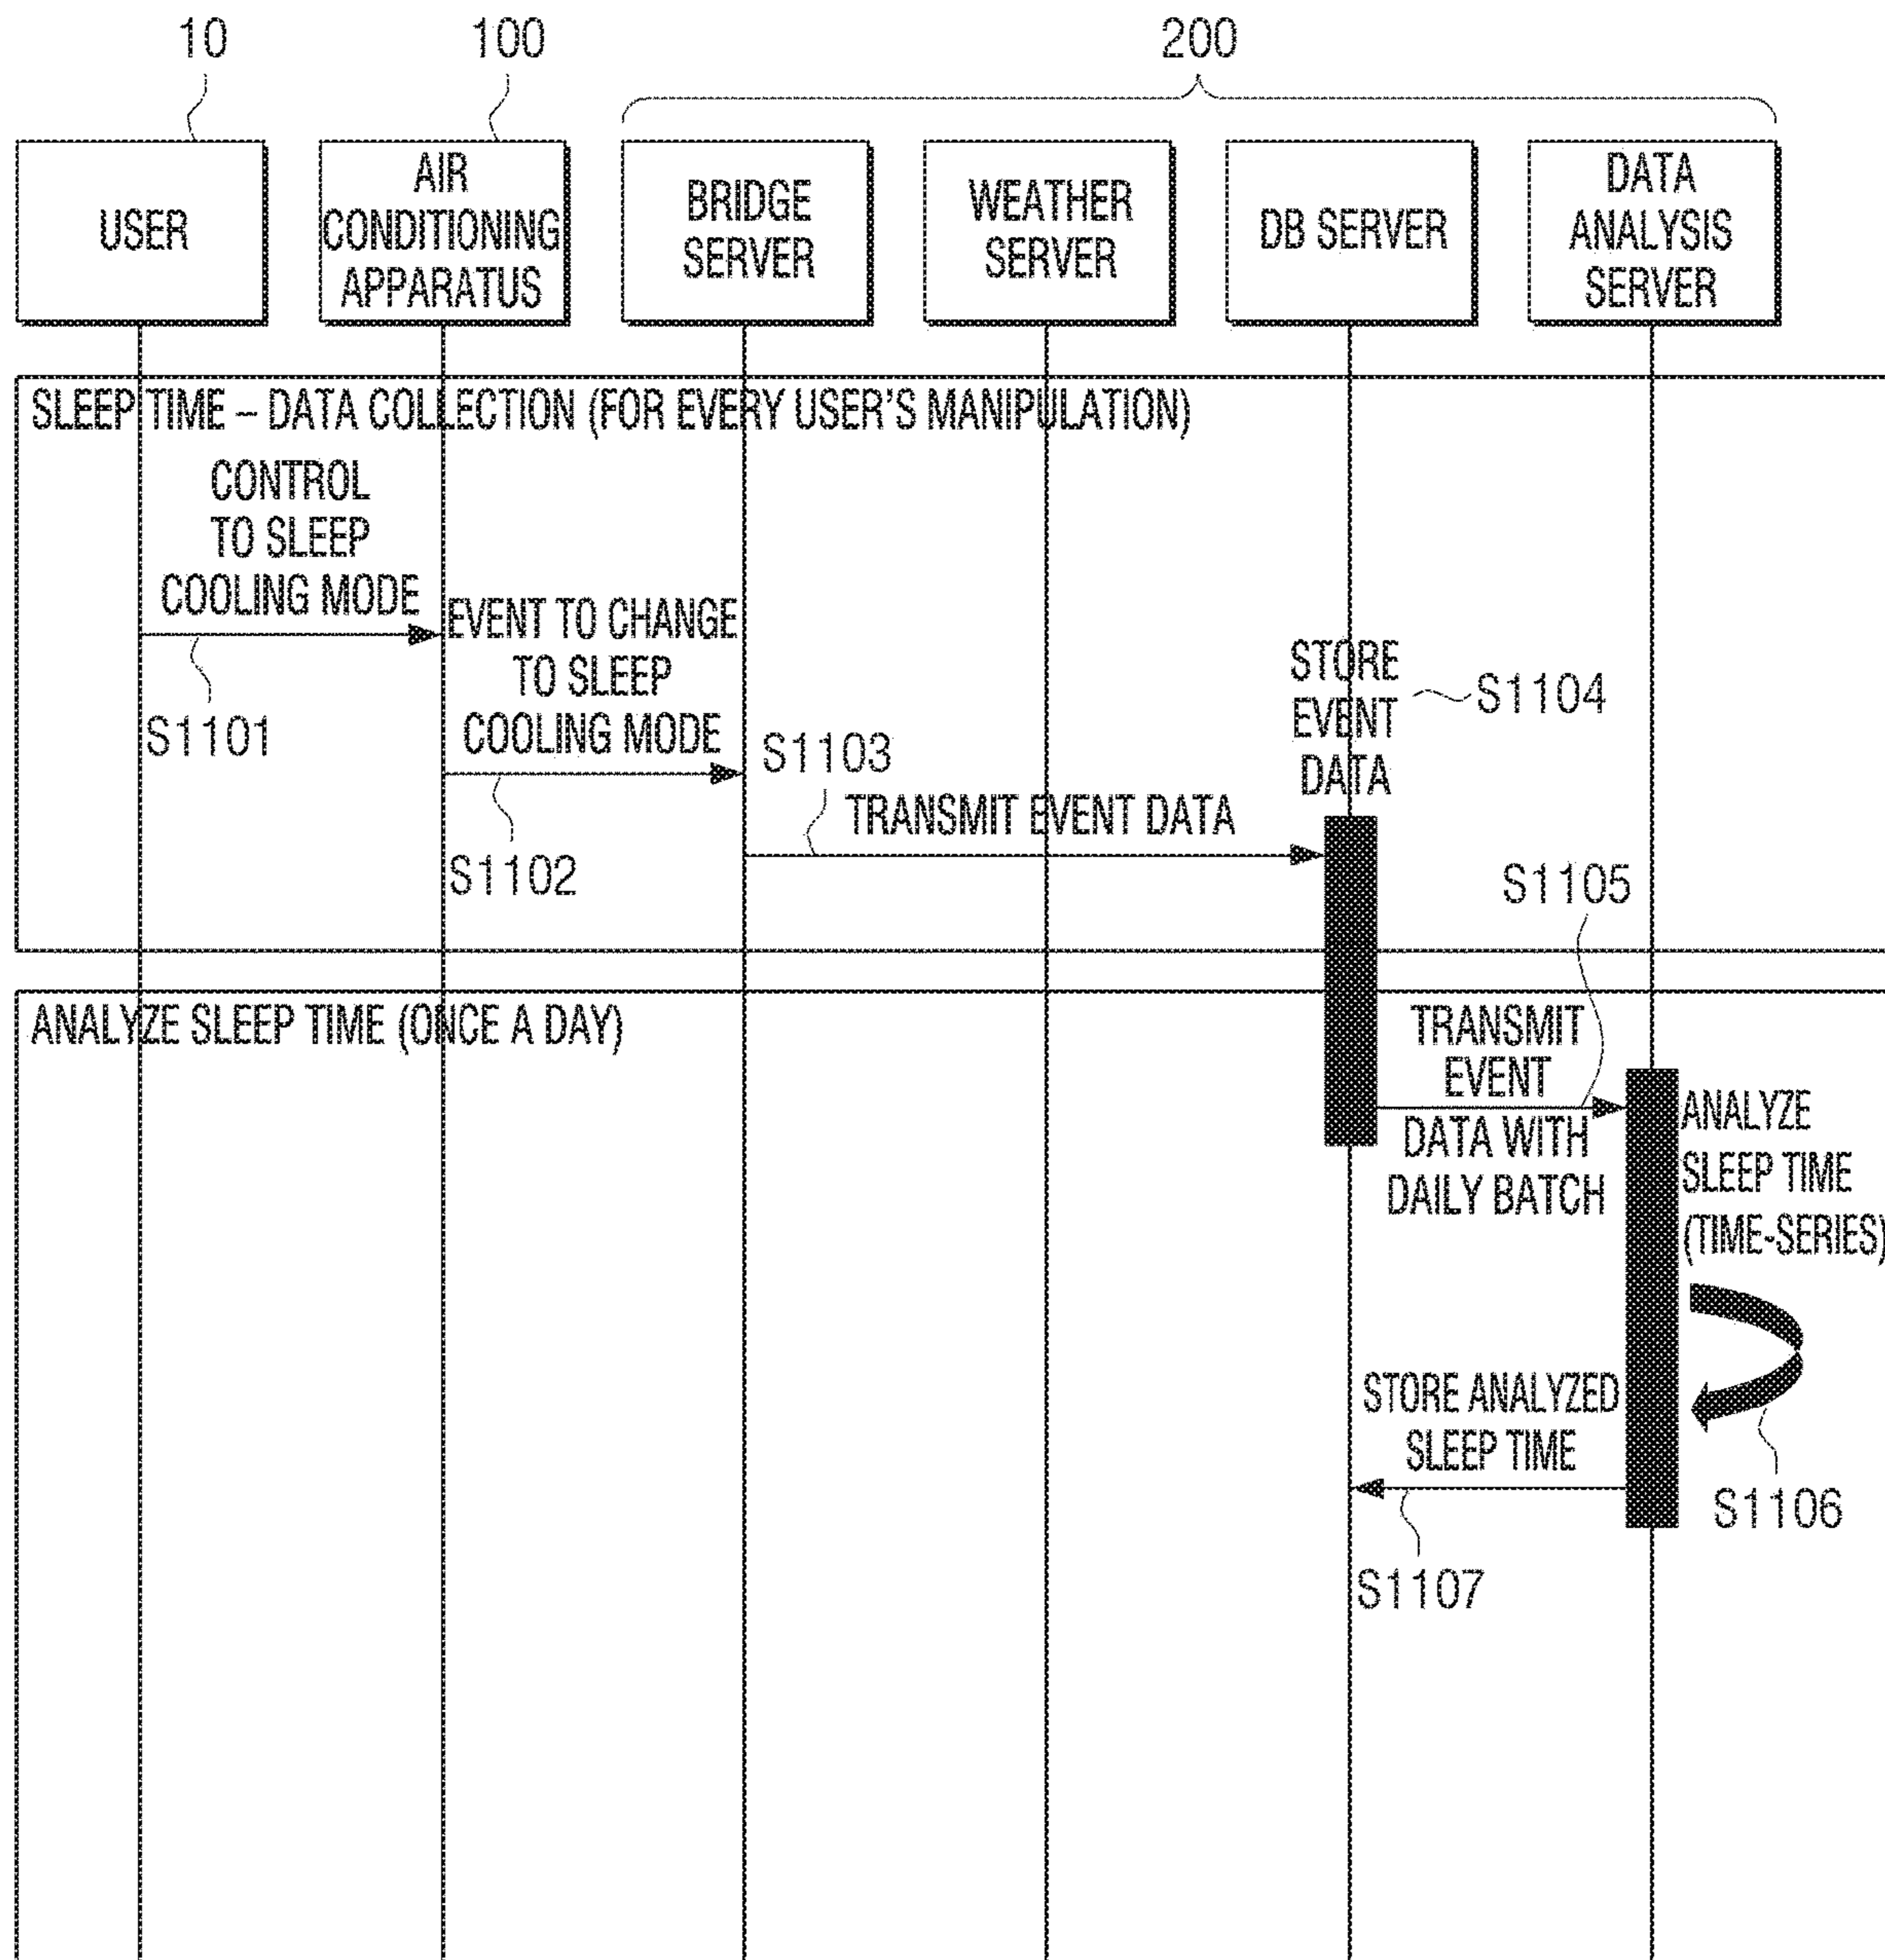 10
100
200
USER
AIR
CONDITIONING
APPARATUS
BRIDGE
SERVER
WEATHER
SERVER
DB SERVER
DATA
ANALYSIS
SERVER
SLEEP TIME – DATA COLLECTION (FOR EVERY USER'S MANIPULATION)
CONTROL
TO SLEEP
COOLING MODE
S1101
EVENT TO CHANGE
TO SLEEP
COOLING MODE
S1102
S1103
TRANSMIT EVENT DATA
STORE
EVENT
DATA
S1104
S1105
ANALYZE SLEEP TIME (ONCE A DAY)
TRANSMIT
EVENT
DATA WITH
DAILY BATCH
ANALYZE
SLEEP TIME
(TIME-SERIES)
S1106
STORE ANALYZED
SLEEP TIME
S1107